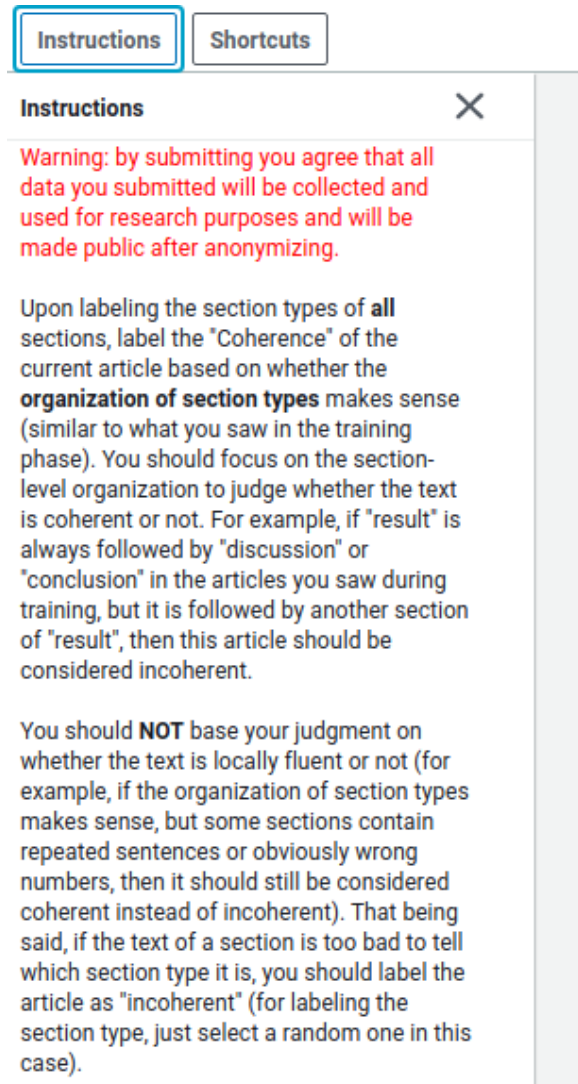 Instructions
Shortcuts
Instructions
Warning: by submitting you agree that all
data you submitted will be collected and
used for research purposes and will be
made public after anonymizing.
Upon labeling the section types of all
sections, label the "Coherence" of the
current article based on whether the
organization of section types makes sense
(similar to what you saw in the training
phase). You should focus on the section-
level organization to judge whether the text
is coherent or not. For example, if "result" is
always followed by "discussion" or
"conclusion" in the articles you saw during
training, but it is followed by another section
of "result", then this article should be
considered incoherent.
You should NOT base your judgment on
whether the text is locally fluent or not (for
example, if the organization of section types
makes sense, but some sections contain
repeated sentences or obviously wrong
numbers, then it should still be considered
coherent instead of incoherent). That being
said, if the text of a section is too bad to tell
which section type it is, you should label the
article as "incoherent" (for labeling the
section type, just select a random one in this
case).